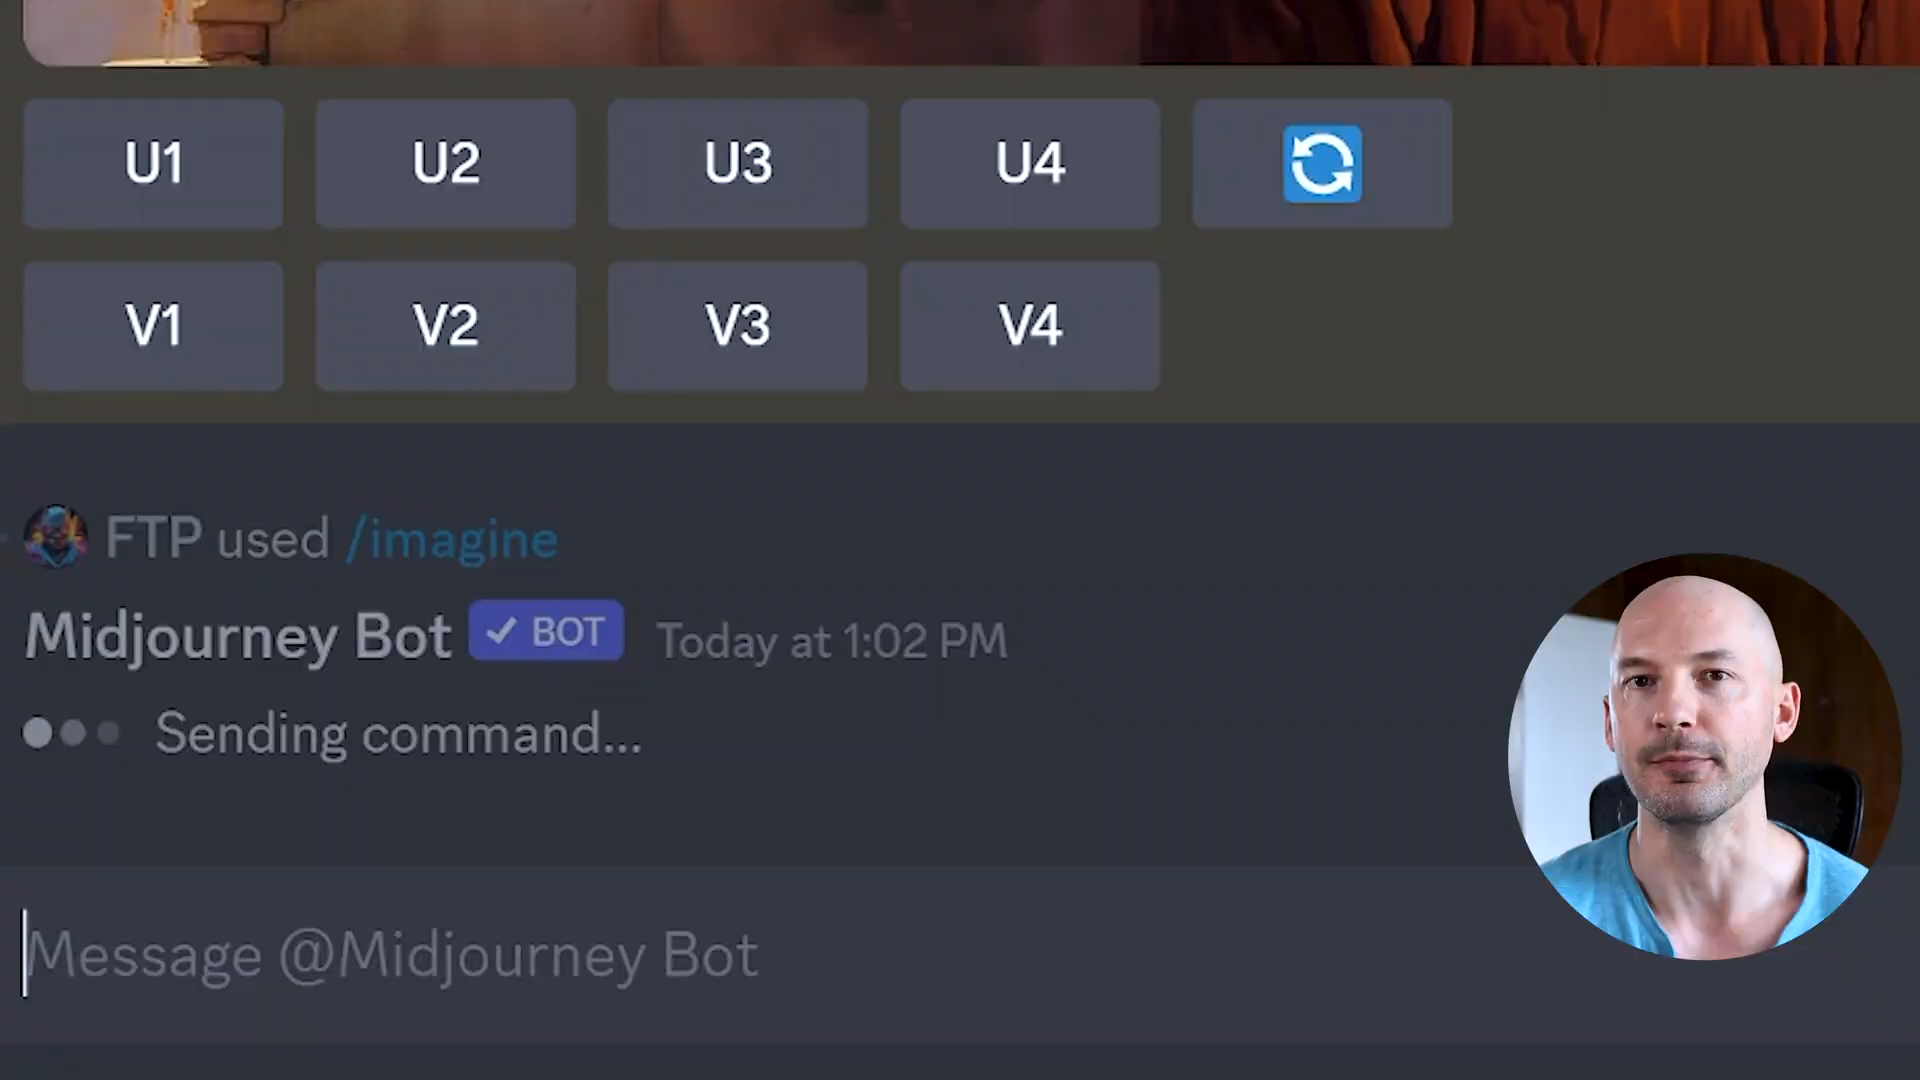 U1 U2 U3 U4
V1 V2 V3 V4
FTP used /imagine
Midjourney Bot ✓ BOT Today at 1:02 PM
Sending command...
Message @Midjourney Bot